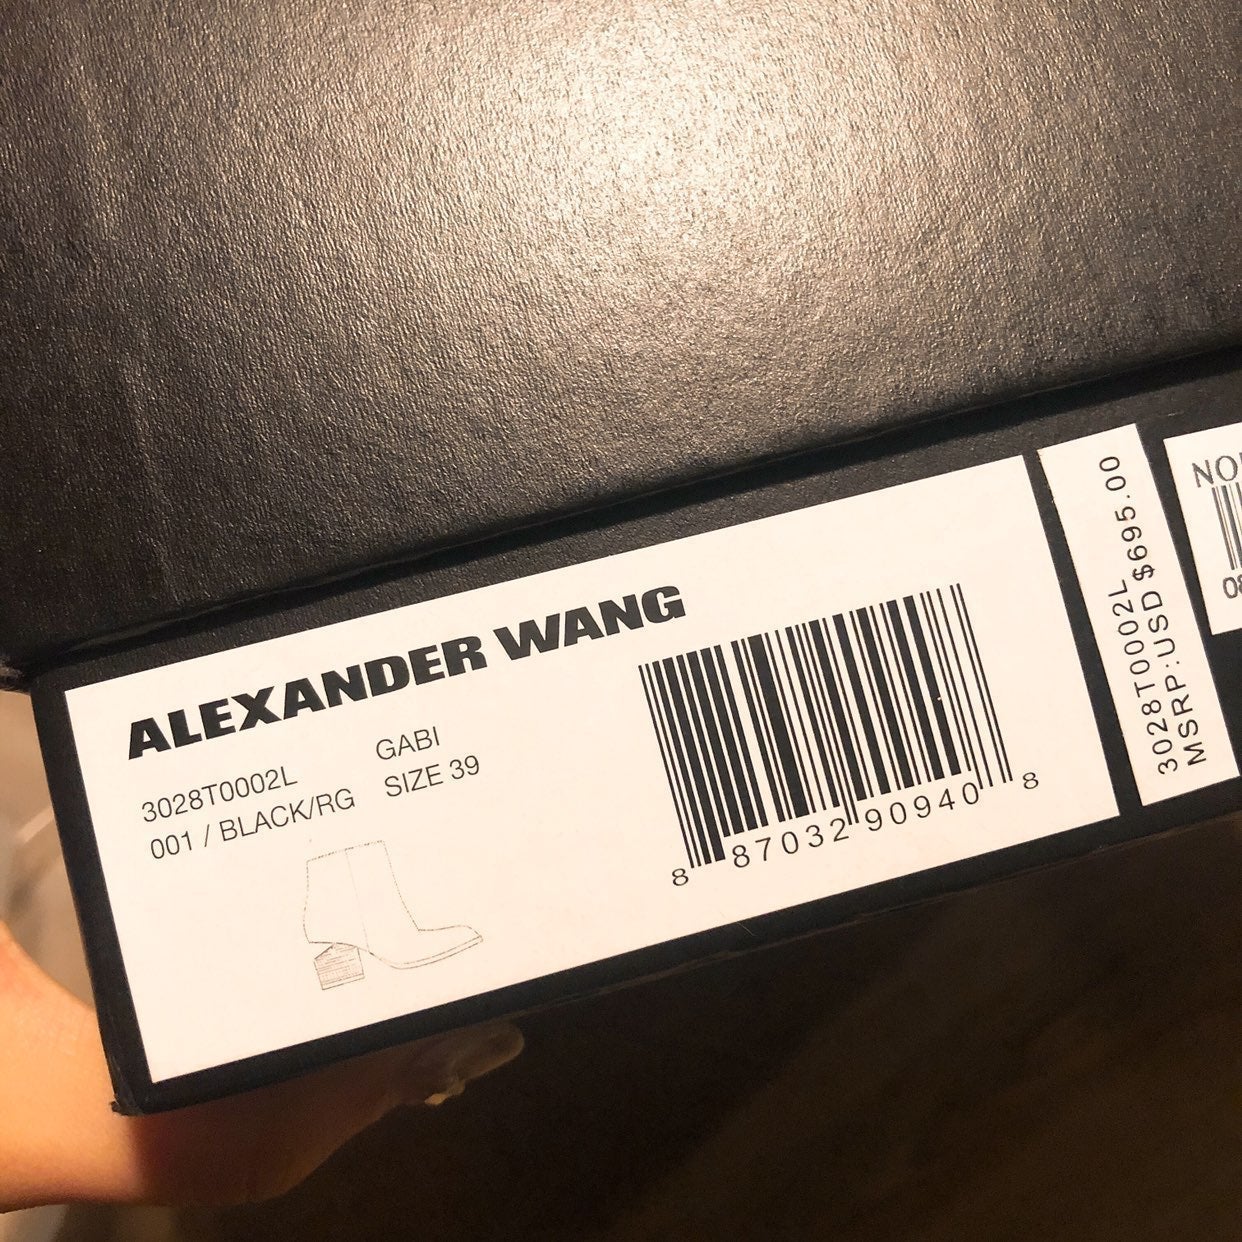 ALEXANDER WANG
3028T0002L GABI
001 / BLACK/RG SIZE 39
8 87032 90940 8
3028T0002L
MSRP:USD $695.00